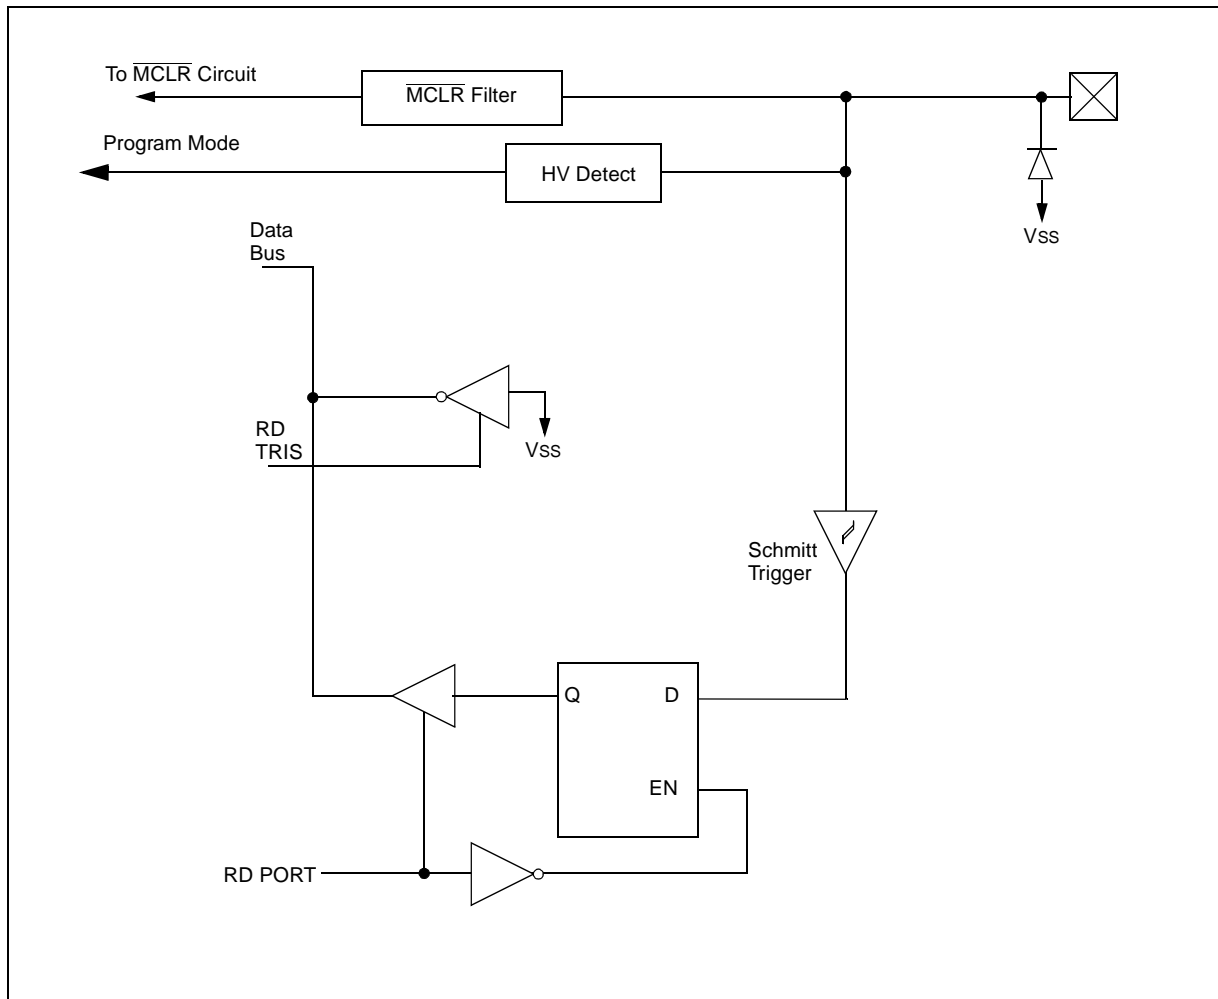 To MCLR Circuit
MCLR Filter
Program Mode
HV Detect
VSS
Data
Bus
RD
TRIS
VSS
Schmitt
Trigger
Q
D
EN
RD PORT